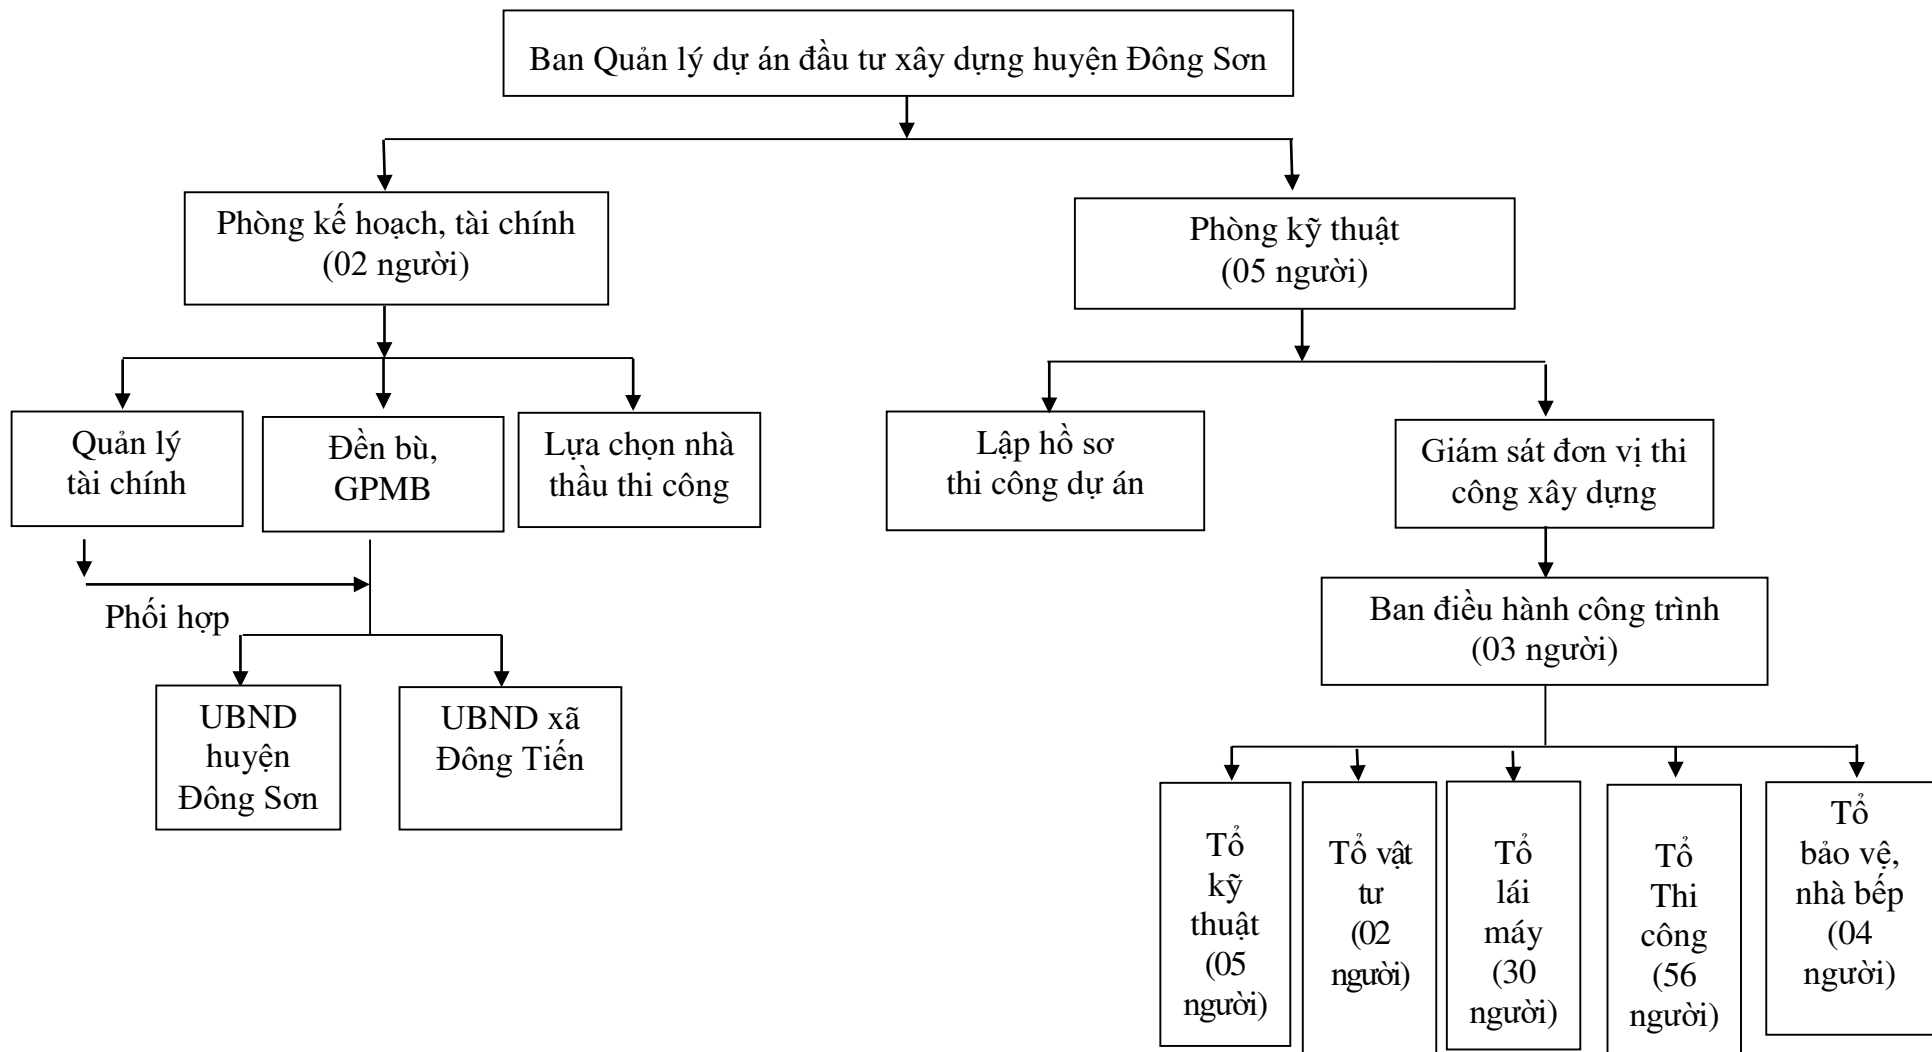 Ban Quản lý dự án đầu tư xây dựng huyện Đông Sơn
Phòng kế hoạch, tài chính
(02 người)
Phòng kỹ thuật
(05 người)
Quản lý
tài chính
Đền bù,
GPMB
Lựa chọn nhà
thầu thi công
Lập hồ sơ
thi công dự án
Giám sát đơn vị thi
công xây dựng
Phối hợp
Ban điều hành công trình
(03 người)
UBND
huyện
Đông Sơn
UBND xã
Đông Tiến
Tổ
kỹ
thuật
(05
người)
Tổ vật
tư
(02
người)
Tổ
lái
máy
(30
người)
Tổ
Thi
công
(56
người)
Tổ
bảo vệ,
nhà bếp
(04
người)